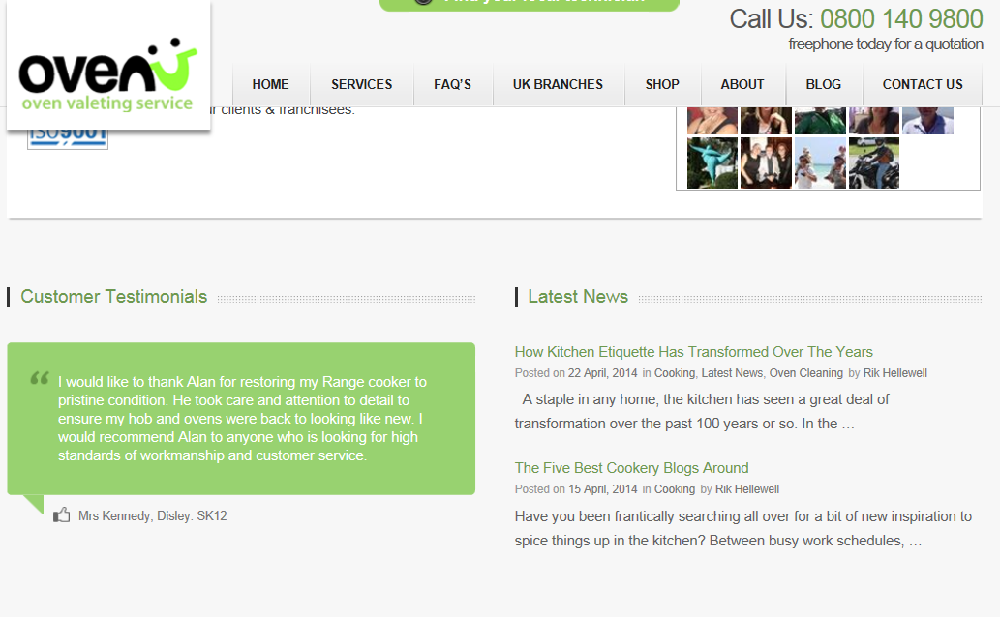 Find your local technician
Call Us: 0800 140 9800
freephone today for a quotation
oven
oven valeting service
HOME
SERVICES
FAQ'S
UK BRANCHES
SHOP
ABOUT
BLOG
CONTACT US
clients & franchisees.
ISO 9001
Customer Testimonials
“ I would like to thank Alan for restoring my Range cooker to
pristine condition. He took care and attention to detail to
ensure my hob and ovens were back to looking like new. I
would recommend Alan to anyone who is looking for high
standards of workmanship and customer service.
Mrs Kennedy, Disley. SK12
Latest News
How Kitchen Etiquette Has Transformed Over The Years
Posted on 22 April, 2014 in Cooking, Latest News, Oven Cleaning by Rik Hellewell
A staple in any home, the kitchen has seen a great deal of
transformation over the past 100 years or so. In the …
The Five Best Cookery Blogs Around
Posted on 15 April, 2014 in Cooking by Rik Hellewell
Have you been frantically searching all over for a bit of new inspiration to
spice things up in the kitchen? Between busy work schedules, …